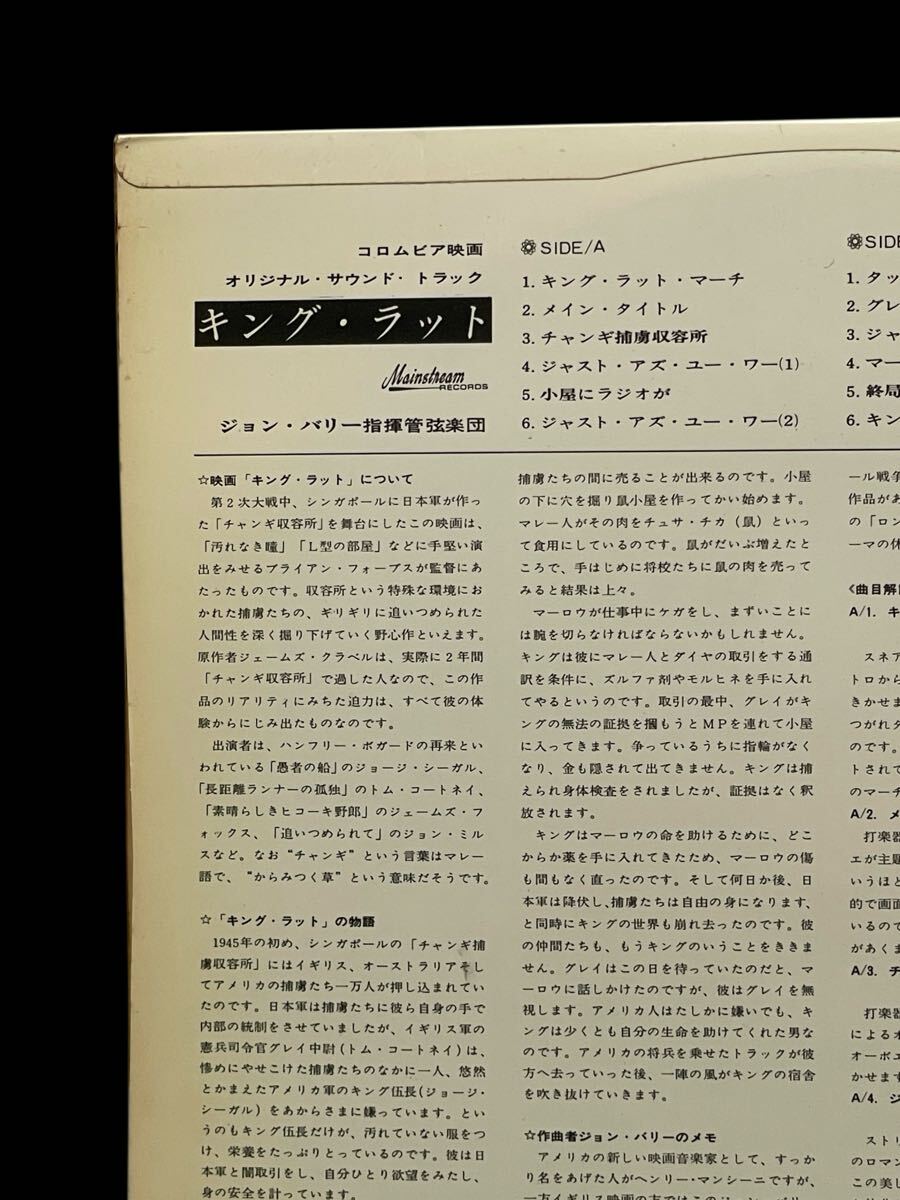 コロムビア映画
オリジナル・サウンド・トラック
キング・ラット
Mainstream
RECORDS
ジョン・バリー指揮管弦楽団
SIDE/A
1. キング・ラット・マーチ
2. メイン・タイトル
3. チャンギ捕虜収容所
4. ジャスト・アズ・ユー・ワー(1)
5. 小屋にラジオが
6. ジャスト・アズ・ユー・ワー(2)
SIDE
1. タッ
2. グレ
3. ジャ
4. マー
5. 終局
6. キン
☆映画「キング・ラット」について
第2次大戦中、シンガポールに日本軍が作っ
た「チャンギ収容所」を舞台にしたこの映画は、
「汚れなき瞳」「L型の部屋」などに手堅い演
出をみせるブライアン・フォーブスが監督にあ
たったものです。収容所という特殊な環境にお
かれた捕虜たちの、ギリギリに追いつめられた
人間性を深く掘り下げていく野心作といえます。
原作者ジェームズ・クラベルは、実際に2年間
「チャンギ収容所」で過した人なので、この作
品のリアリティにみちた迫力は、すべて彼の体
験からにじみ出たものなのです。
出演者は、ハンフリー・ボガードの再来とい
われている「愚者の船」のジョージ・シーガル、
「長距離ランナーの孤独」のトム・コートネイ、
「素晴らしきヒコーキ野郎」のジェームズ・フ
ォックス、「追いつめられて」のジョン・ミル
スなど。なお“チャンギ”という言葉はマレー
語で、“からみつく草”という意味だそうです。
☆「キング・ラット」の物語
1945年の初め、シンガポールの「チャンギ捕
虜収容所」にはイギリス、オーストラリアそし
てアメリカの捕虜たち一万人が押し込まれてい
たのです。日本軍は捕虜たちに彼ら自身の手で
内部の統制をさせていましたが、イギリス軍の
憲兵司令官グレイ中尉(トム・コートネイ)は、
惨めにやせこけた捕虜たちのなかに一人、悠然
とかまえたアメリカ軍のキング伍長(ジョージ・
シーガル)をあからさまに嫌っています。とい
うのもキング伍長だけが、汚れていない服をつ
け、栄養をたっぷりとっているのです。彼は日
本軍と闇取引をし、自分ひとり欲望をみたし、
身の安全を計っています。
捕虜たちの間に売ることが出来るのです。小屋
の下に穴を掘り鼠小屋を作ってかい始めます。
マレー人がその肉をチュサ・チカ(鼠)といっ
て食用にしているのです。鼠がだいぶ増えたと
ころで、手はじめに将校たちに鼠の肉を売って
みると結果は上々。
マーロウが仕事中にケガをし、まずいことに
は腕を切らなければならないかもしれません。
キングは彼にマレー人とダイヤの取引をする通
訳を条件に、ズルファ剤やモルヒネを手に入れ
てやるというのです。取引の最中、グレイがキ
ングの無法の証拠を掴もうとMPを連れて小屋
に入ってきます。争っているうちに指輪がなく
なり、金も隠されて出てきません。キングは捕
えられ身体検査をされましたが、証拠はなく釈
放されます。
キングはマーロウの命を助けるために、どこ
からか薬を手に入れてきたため、マーロウの傷
も間もなく直ったのです。そして何日か後、日
本軍は降伏し、捕虜たちは自由の身になります、
と同時にキングの世界も崩れ去ったのです。彼
の仲間たちも、もうキングのいうことをききま
せん。グレイはこの日を待っていたのだと、マ
ーロウに話しかけたのですが、彼はグレイを無
視します。アメリカ人はたしかに嫌いでも、キ
ングは少くとも自分の生命を助けてくれた男な
のです。アメリカの将兵を乗せたトラックが彼
方へ去っていった後、一陣の風がキングの宿舎
を吹き抜けていきます。
☆作曲者ジョン・バリーのメモ
アメリカの新しい映画音楽家として、すっか
り名をあげた人がヘンリー・マンシーニですが、
一方イギリス映画の方ではこのジョン・バリ
ール戦争
作品があ
の「ロン
ーマの休
《曲目解
A/1. キ
スネア
トロから
きかせま
つがれタ
のです。
トされて
のマーチ
A/2. メ
打楽器
エが主題
いうほと
的で画面
いるので
があくま
A/3. チ
打楽器
によるオ
オーボエ
かせます
A/4. ジ
ストリ
のロマン
この美し